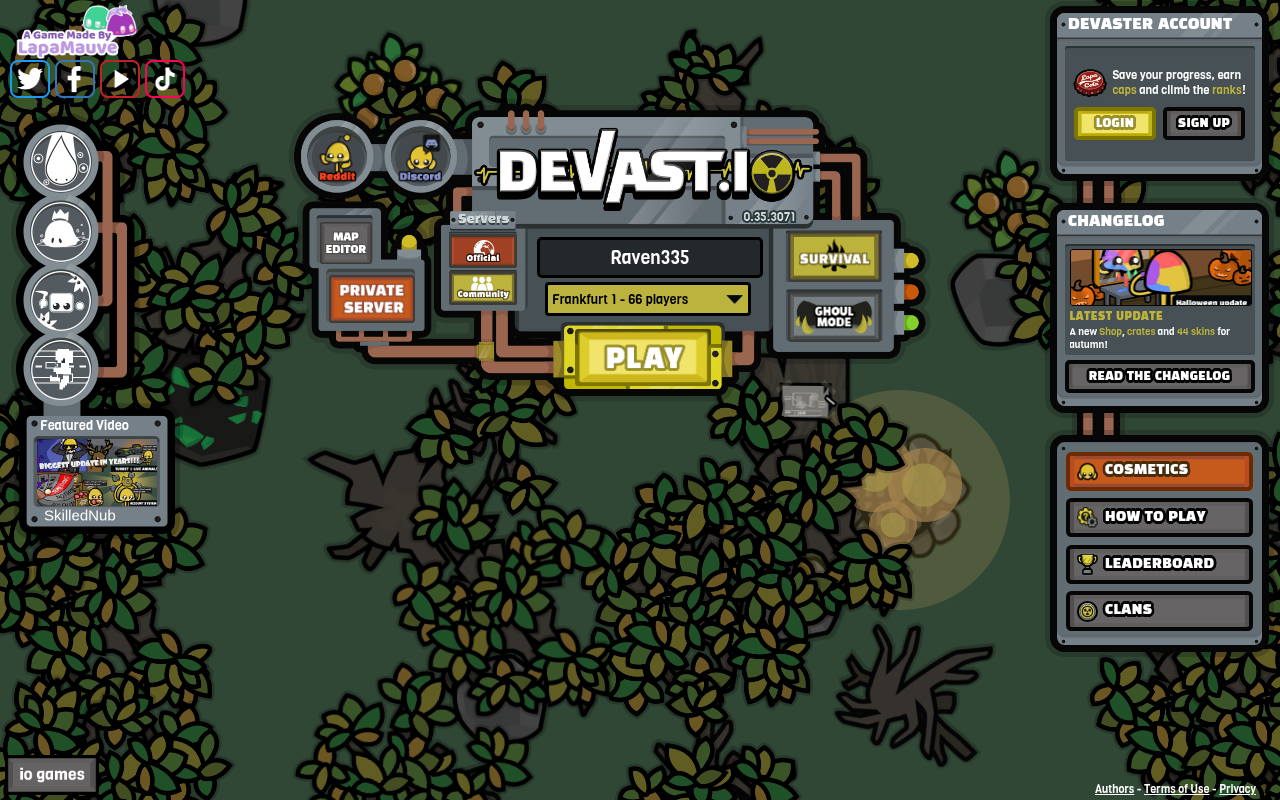 A Game Made By
LapaMauve
Reddit
Discord
DEVAST.IO
0.35.3071
MAP
EDITOR
PRIVATE
SERVER
Servers
Official
Community
Raven335
Frankfurt 1 - 66 players
PLAY
SURVIVAL
GHOUL
MODE
Featured Video
BIGGEST UPDATE IN YEARS!!!
SkilledNub
io games
DEVASTER ACCOUNT
Save your progress, earn
caps and climb the ranks!
LOGIN
SIGN UP
CHANGELOG
Halloween update
LATEST UPDATE
A new Shop, crates and 44 skins for
autumn!
READ THE CHANGELOG
COSMETICS
HOW TO PLAY
LEADERBOARD
CLANS
Authors - Terms of Use - Privacy